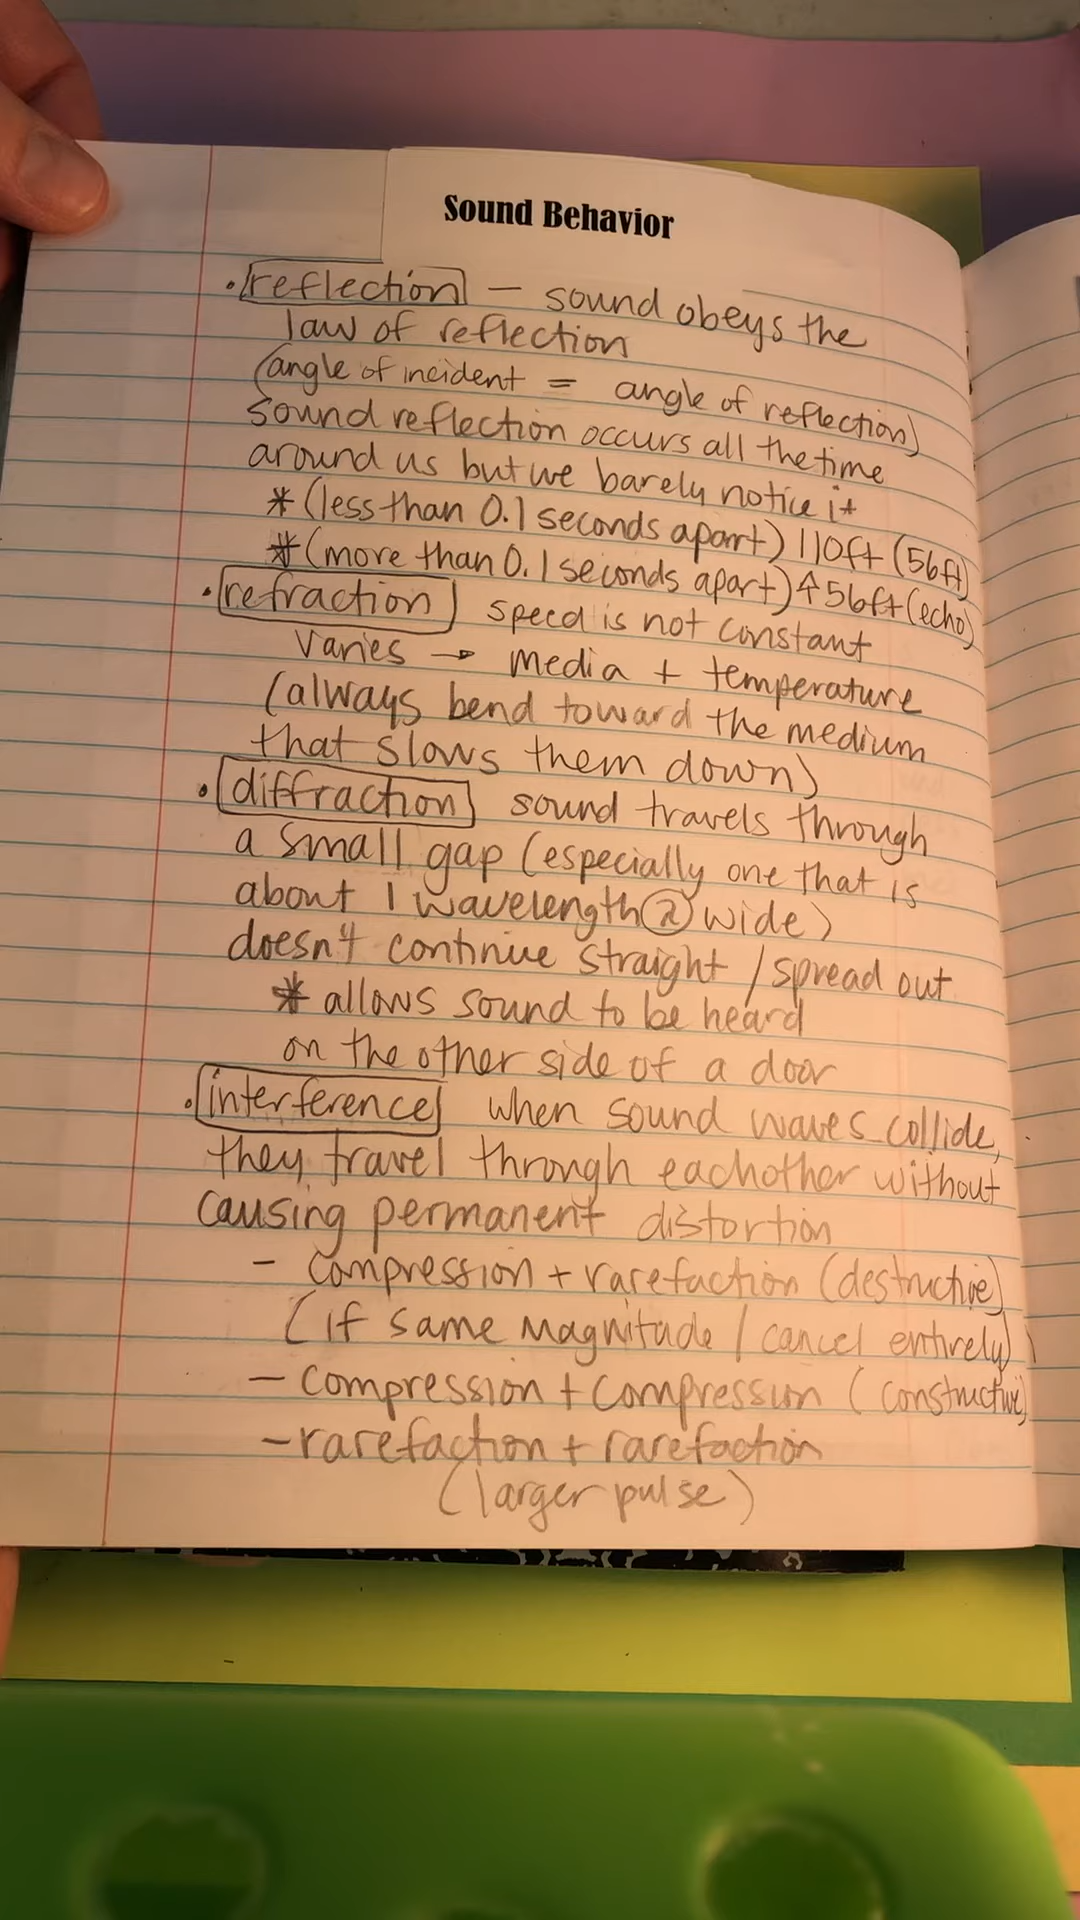 Sound Behavior
• reflection – sound obeys the
law of reflection
(angle of incident = angle of reflection)
sound reflection occurs all the time
around us but we barely notice it
* (less than 0.1 seconds apart) 110ft (56ft)
* (more than 0.1 seconds apart) ↑56ft (echo)
• refraction speed is not constant
varies → media + temperature
(always bend toward the medium
that slows them down)
• diffraction sound travels through
a small gap (especially one that is
about 1 wavelength λ wide)
doesn't continue straight / spread out
* allows sound to be heard
on the other side of a door
• interference when sound waves collide,
they travel through eachother without
causing permanent distortion
– compression + rarefaction (destructive)
(if same magnitude / cancel entirely)
– compression + compression (constructive)
– rarefaction + rarefaction
(larger pulse)